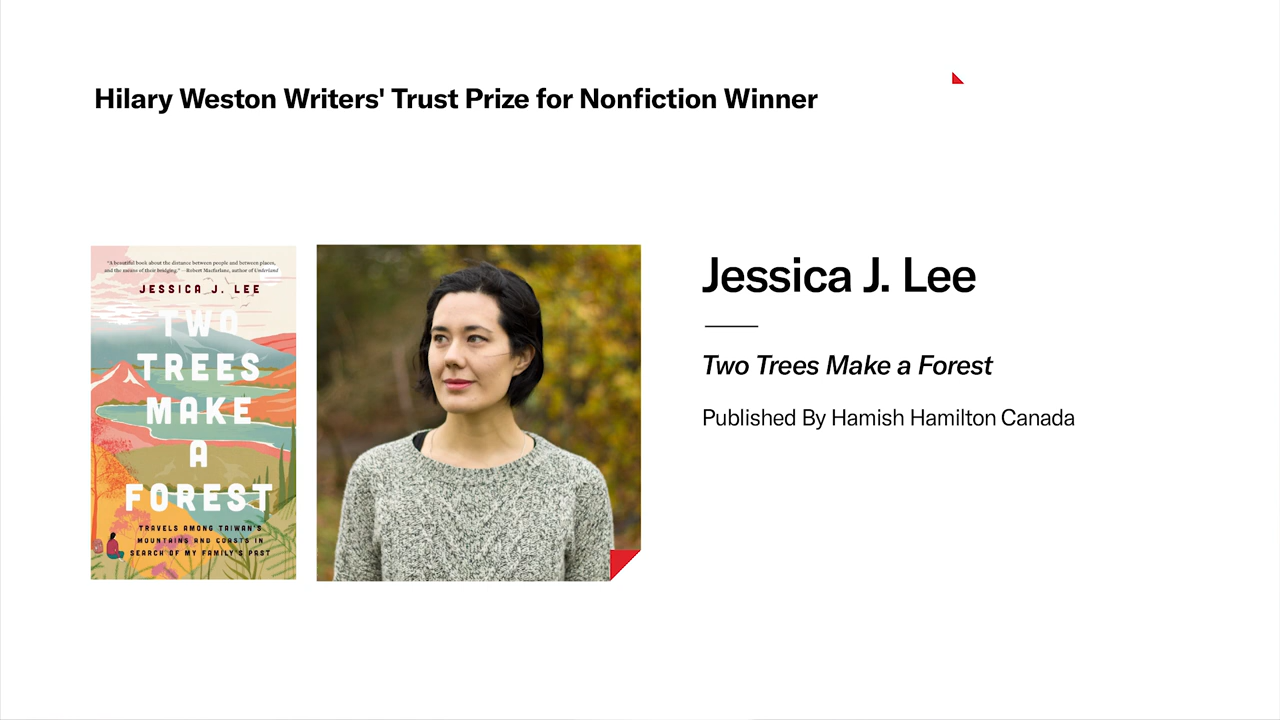 Hilary Weston Writers' Trust Prize for Nonfiction Winner
"A beautiful book about the distance between people and between places,
and the means of their bridging." —Robert Macfarlane, author of Underland
JESSICA J. LEE
TWO
TREES
MAKE
A
FOREST
TRAVELS AMONG TAIWAN'S
MOUNTAINS AND COASTS IN
SEARCH OF MY FAMILY'S PAST
Jessica J. Lee
Two Trees Make a Forest
Published By Hamish Hamilton Canada